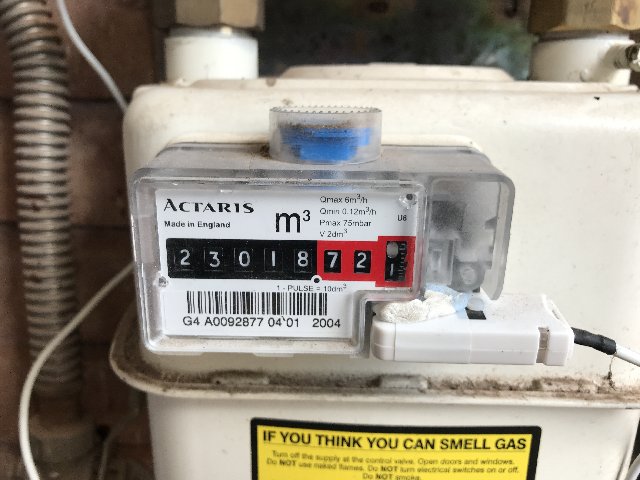 ACTARIS
Made in England
m³
Qmax 6m³/h
Qmin 0.12m³/h
Pmax 75mbar
V 2dm³
U6
2 3 0 1 8 7 2 1
1 - PULSE = 10dm³
G4 A0092877 04 01 2004
IF YOU THINK YOU CAN SMELL GAS
Turn off the supply at the control valve. Open doors and windows.
Do NOT use naked flames. Do NOT turn electrical switches on or off.
Do NOT smoke.